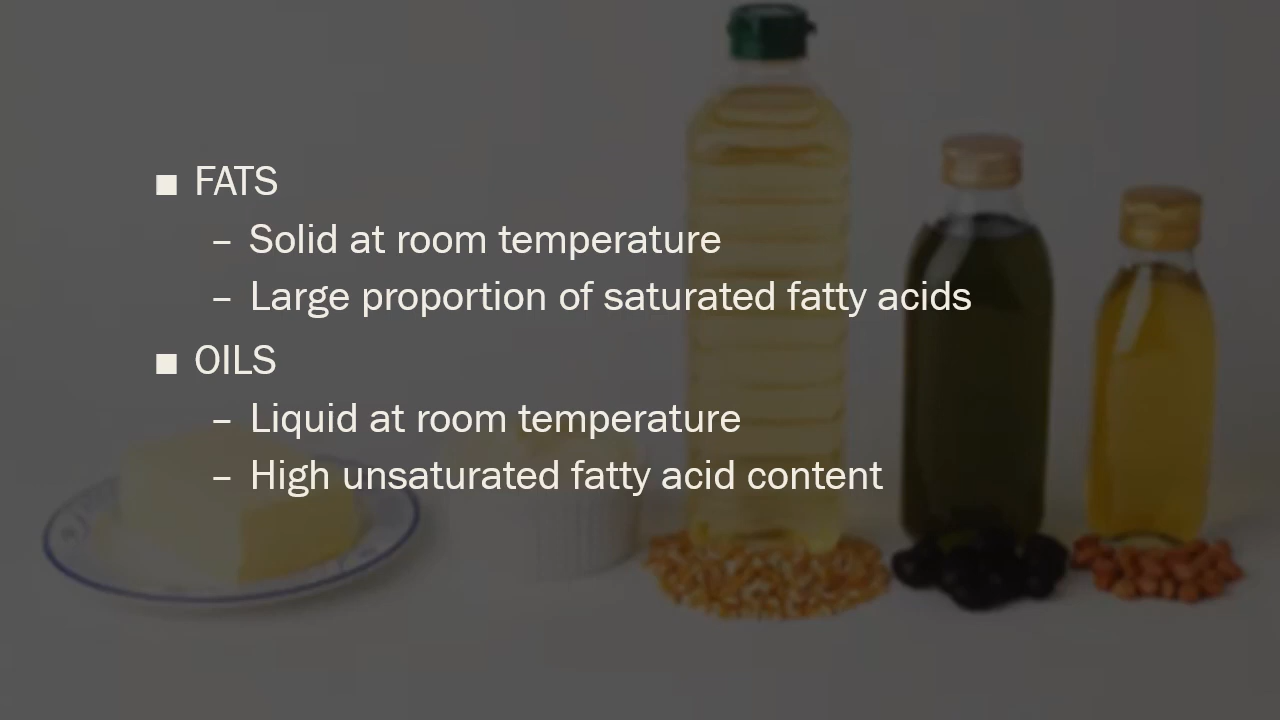 ■ FATS
– Solid at room temperature
– Large proportion of saturated fatty acids
■ OILS
– Liquid at room temperature
– High unsaturated fatty acid content